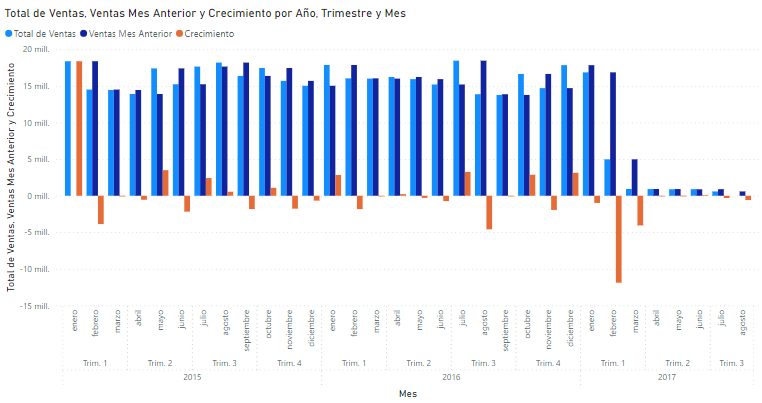 Total de Ventas, Ventas Mes Anterior y Crecimiento por Año, Trimestre y Mes
Total de Ventas Ventas Mes Anterior Crecimiento
Total de Ventas, Ventas Mes Anterior y Crecimiento
20 mill.
15 mill.
10 mill.
5 mill.
0 mill.
-5 mill.
-10 mill.
-15 mill.
enero febrero marzo abril mayo junio julio agosto septiembre octubre noviembre diciembre enero febrero marzo abril mayo junio julio agosto septiembre octubre noviembre diciembre enero febrero marzo abril mayo junio julio agosto
Trim. 1 Trim. 2 Trim. 3 Trim. 4 Trim. 1 Trim. 2 Trim. 3 Trim. 4 Trim. 1 Trim. 2 Trim. 3
2015 2016 2017
Mes